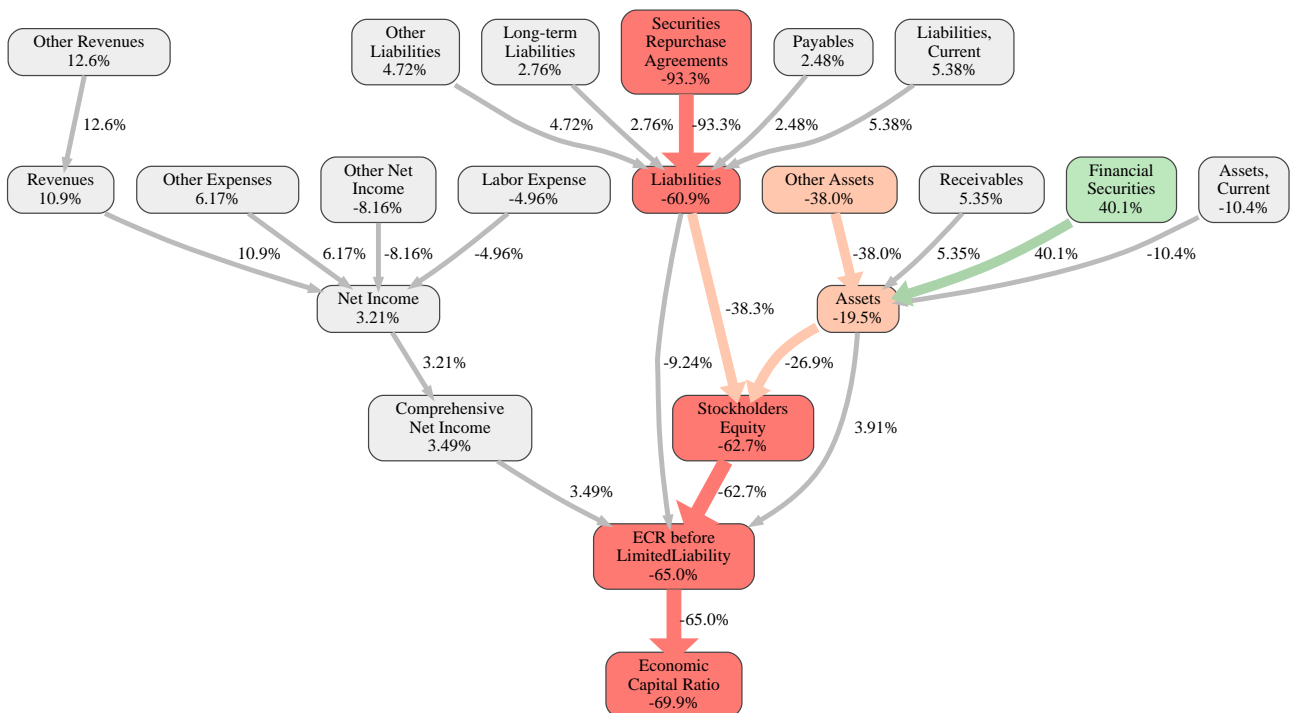 Other Revenues
12.6%
Other
Liabilities
4.72%
Long-term
Liabilities
2.76%
Securities
Repurchase
Agreements
-93.3%
Payables
2.48%
Liabilities,
Current
5.38%
12.6%
4.72%
2.76%
-93.3%
2.48%
5.38%
Revenues
10.9%
Other Expenses
6.17%
Other Net
Income
-8.16%
Labor Expense
-4.96%
Liabilities
-60.9%
Other Assets
-38.0%
Receivables
5.35%
Financial
Securities
40.1%
Assets,
Current
-10.4%
10.9%
6.17%
-8.16%
-4.96%
-38.0%
5.35%
40.1%
-10.4%
Net Income
3.21%
-38.3%
Assets
-19.5%
3.21%
-9.24%
-26.9%
Comprehensive
Net Income
3.49%
Stockholders
Equity
-62.7%
3.91%
3.49%
-62.7%
ECR before
LimitedLiability
-65.0%
-65.0%
Economic
Capital Ratio
-69.9%